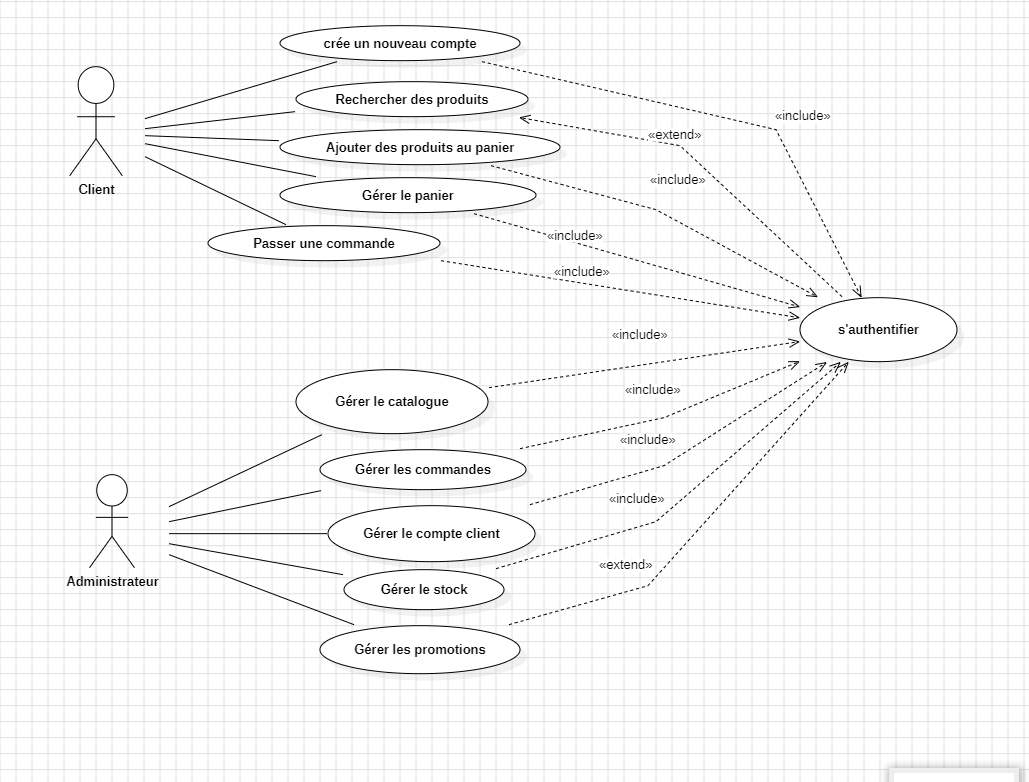 crée un nouveau compte
«include»
Rechercher des produits
«extend»
Ajouter des produits au panier
«include»
Client
Gérer le panier
«include»
Passer une commande
«include»
s'authentifier
«include»
Gérer le catalogue
«include»
«include»
Gérer les commandes
«include»
Gérer le compte client
«extend»
Administrateur
Gérer le stock
Gérer les promotions